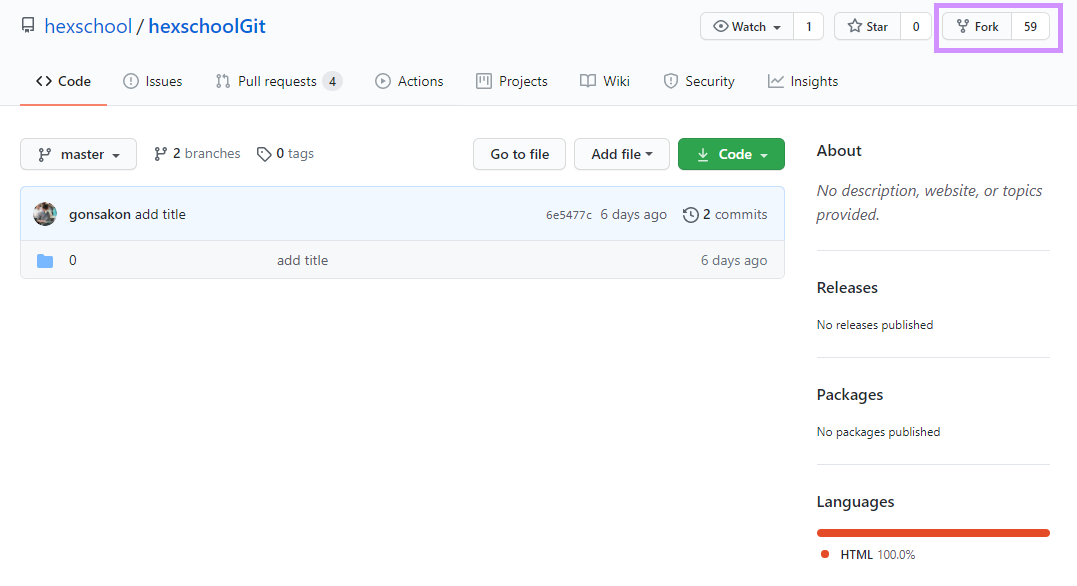 hexschool / hexschoolGit
Watch 1 Star 0 Fork 59
Code Issues Pull requests 4 Actions Projects Wiki Security Insights
master 2 branches 0 tags Go to file Add file Code
gonsakon add title 6e5477c 6 days ago 2 commits
0 add title 6 days ago
About
No description, website, or topics
provided.
Releases
No releases published
Packages
No packages published
Languages
HTML 100.0%